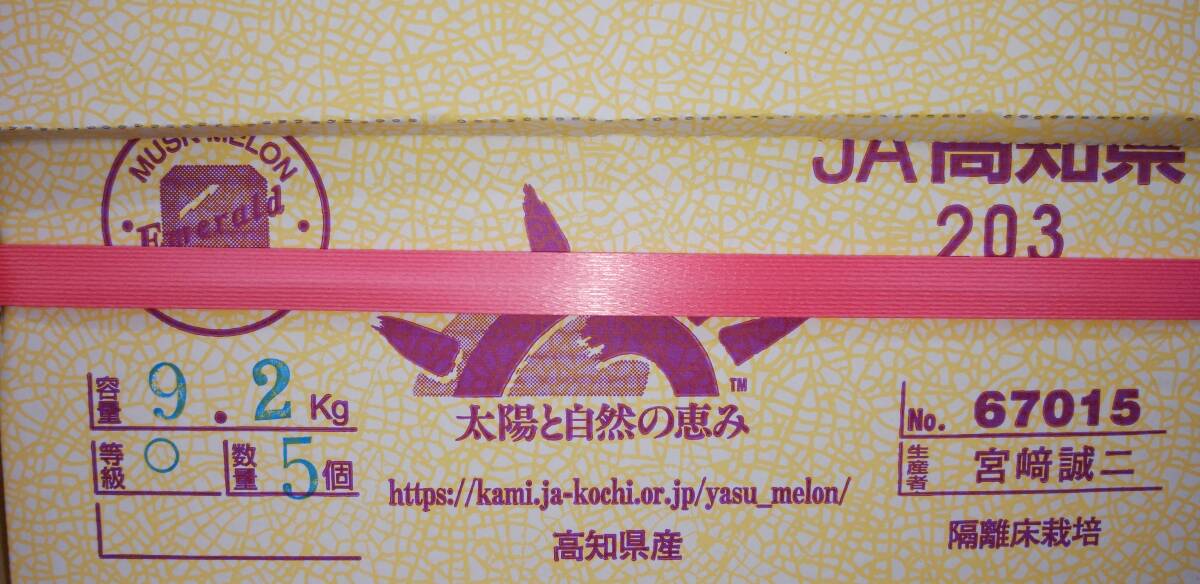 MUSK MELON
Emerald
JA高知県
203
容量 9.2Kg
等級 ○ 数量 5個
TM
太陽と自然の恵み
https://kami.ja-kochi.or.jp/yasu_melon/
高知県産
No. 67015
生産者 宮﨑誠二
隔離床栽培